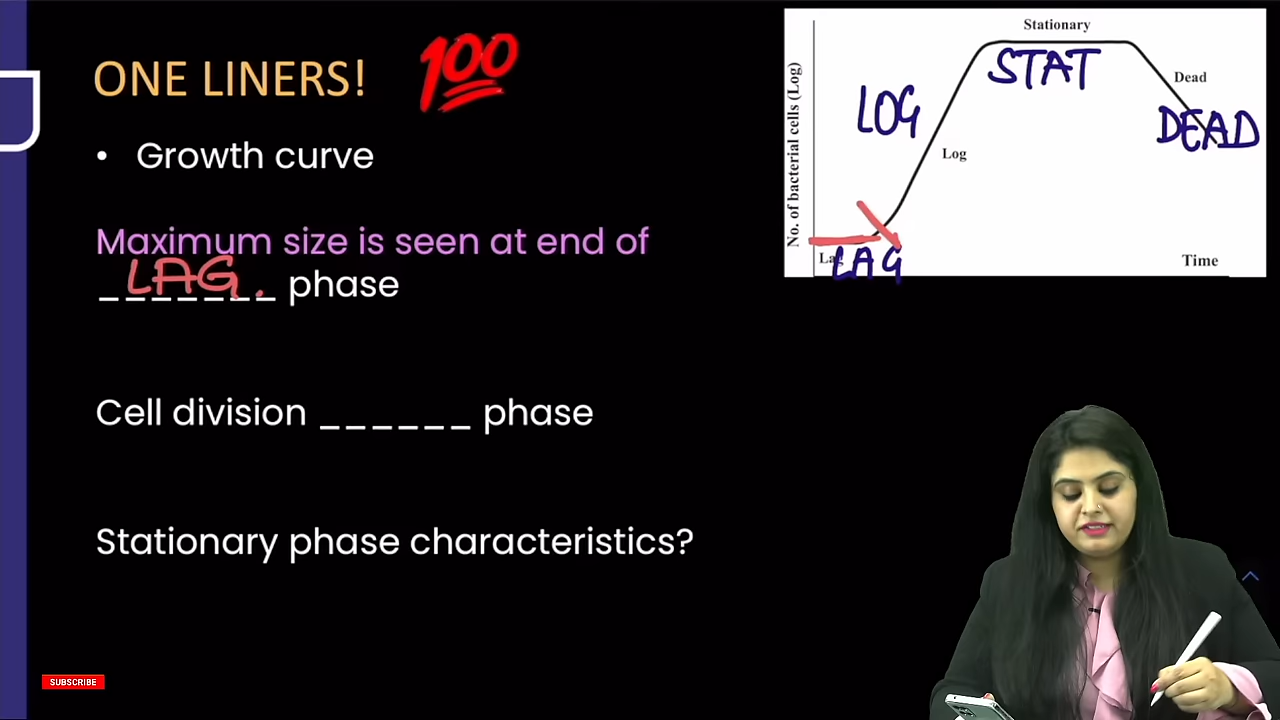 ONE LINERS! 100
• Growth curve
Maximum size is seen at end of
LAG. _______ phase
Cell division ______ phase
Stationary phase characteristics?
SUBSCRIBE
Stationary
STAT
Dead
DEAD
LOG
Log
No. of bacterial cells (Log)
Lag
LAG
Time